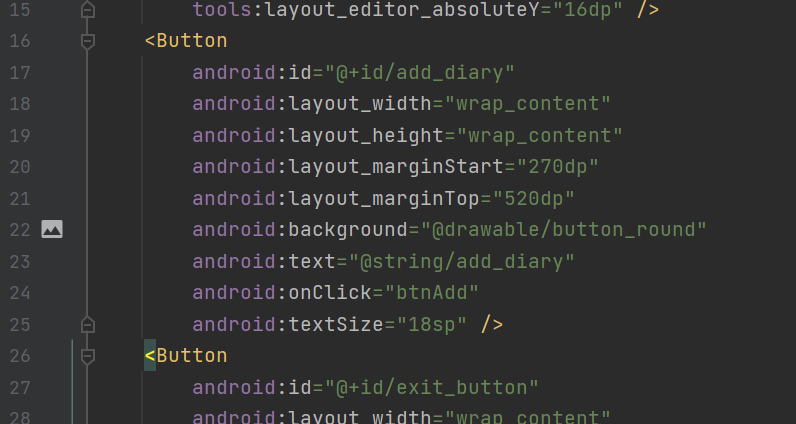 15 tools:layout_editor_absoluteY="16dp" />
16 <Button
17 android:id="@+id/add_diary"
18 android:layout_width="wrap_content"
19 android:layout_height="wrap_content"
20 android:layout_marginStart="270dp"
21 android:layout_marginTop="520dp"
22 android:background="@drawable/button_round"
23 android:text="@string/add_diary"
24 android:onClick="btnAdd"
25 android:textSize="18sp" />
26 <Button
27 android:id="@+id/exit_button"
28 android:layout_width="wrap_content"